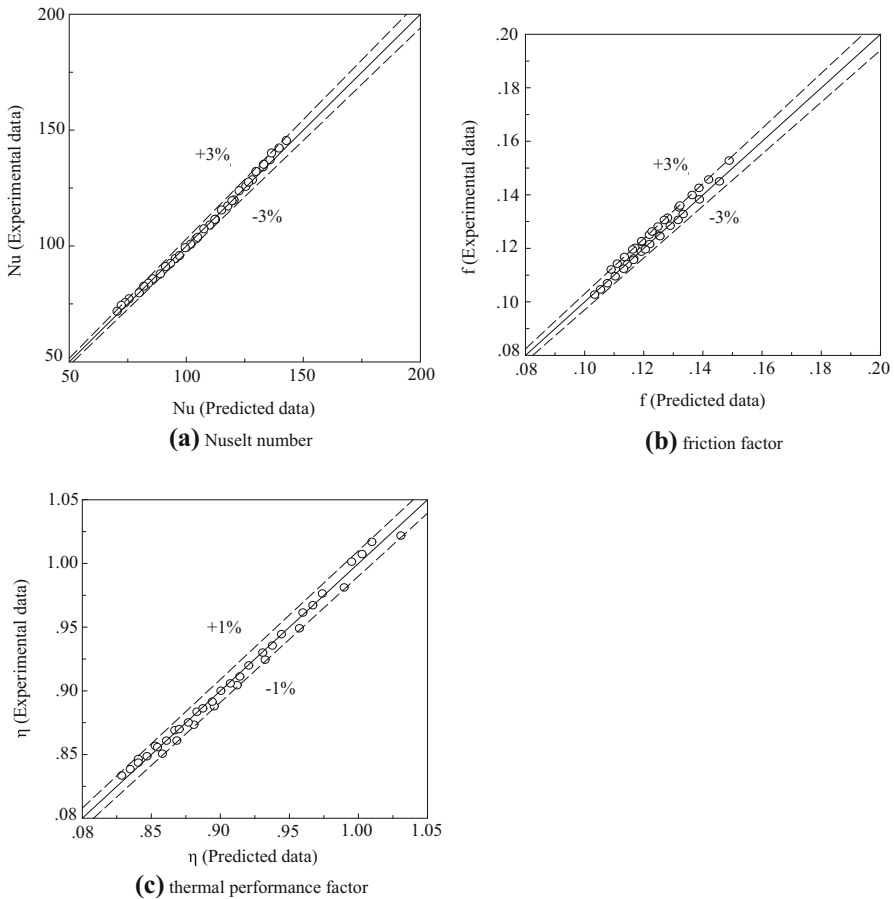 200
150
100
50
Nu (Experimental data)
+3%
-3%
50 100 150 200
Nu (Predicted data)
(a) Nuselt number
.20
.18
.16
.14
.12
.10
.08
f (Experimental data)
+3%
-3%
.08 .10 .12 .14 .16 .18 .20
f (Predicted data)
(b) friction factor
1.05
1.00
.95
.90
.85
.08
η (Experimental data)
+1%
-1%
.08 .85 .90 .95 1.00 1.05
η (Predicted data)
(c) thermal performance factor